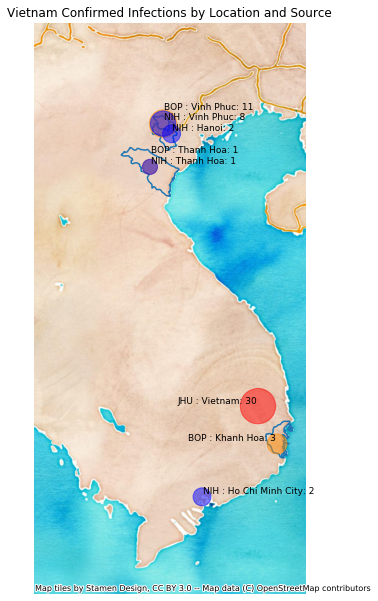 Vietnam Confirmed Infections by Location and Source
BOP : Vinh Phuc: 11
NIH : Vinh Phuc: 8
NIH : Hanoi: 2
BOP : Thanh Hoa: 1
NIH : Thanh Hoa: 1
JHU : Vietnam: 30
BOP : Khanh Hoa: 3
NIH : Ho Chi Minh City: 2
Map tiles by Stamen Design, CC BY 3.0 -- Map data (C) OpenStreetMap contributors